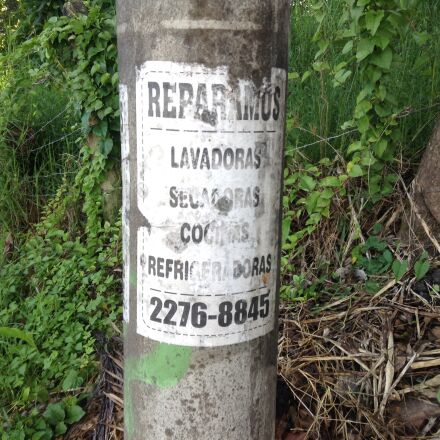 REPARAMOS
LAVADORAS
SECADORAS
COCINAS
REFRIGERADORAS
2276-8845